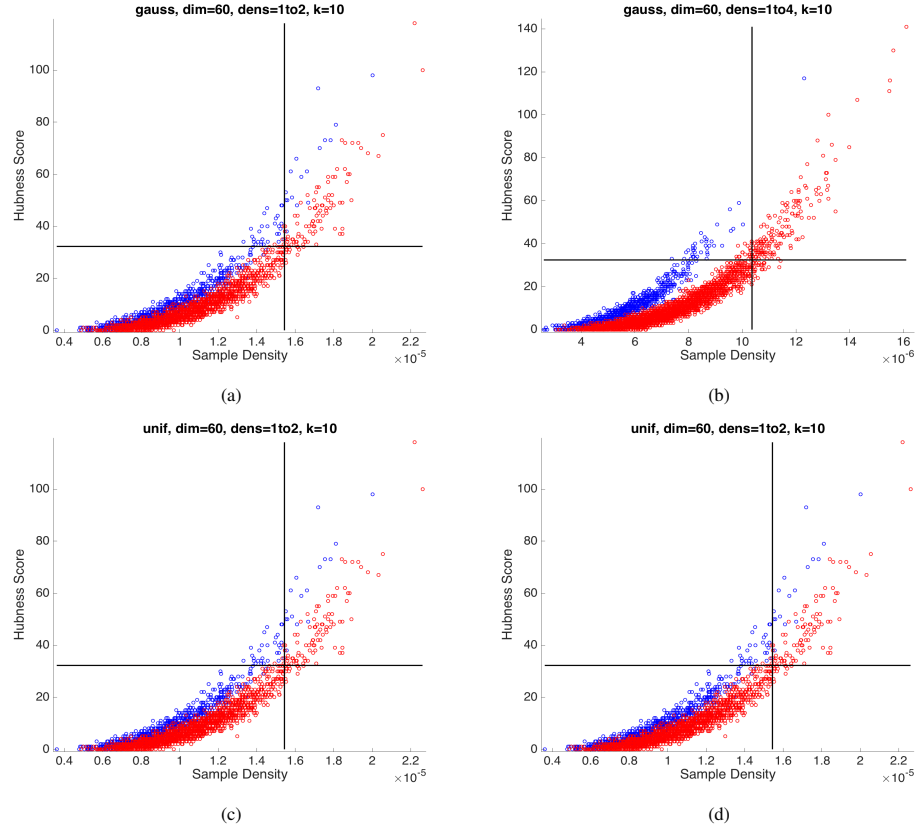 gauss, dim=60, dens=1to2, k=10
Hubness Score
100
80
60
40
20
0
0.4 0.6 0.8 1.0 1.2 1.4 1.6 1.8 2 2.2
Sample Density
×10⁻⁵
(a)
gauss, dim=60, dens=1to4, k=10
Hubness Score
140
120
100
80
60
40
20
0
4 6 8 10 12 14 16
Sample Density
×10⁻⁶
(b)
unif, dim=60, dens=1to2, k=10
Hubness Score
100
80
60
40
20
0
0.4 0.6 0.8 1.0 1.2 1.4 1.6 1.8 2 2.2
Sample Density
×10⁻⁵
(c)
unif, dim=60, dens=1to2, k=10
Hubness Score
100
80
60
40
20
0
0.4 0.6 0.8 1.0 1.2 1.4 1.6 1.8 2 2.2
Sample Density
×10⁻⁵
(d)